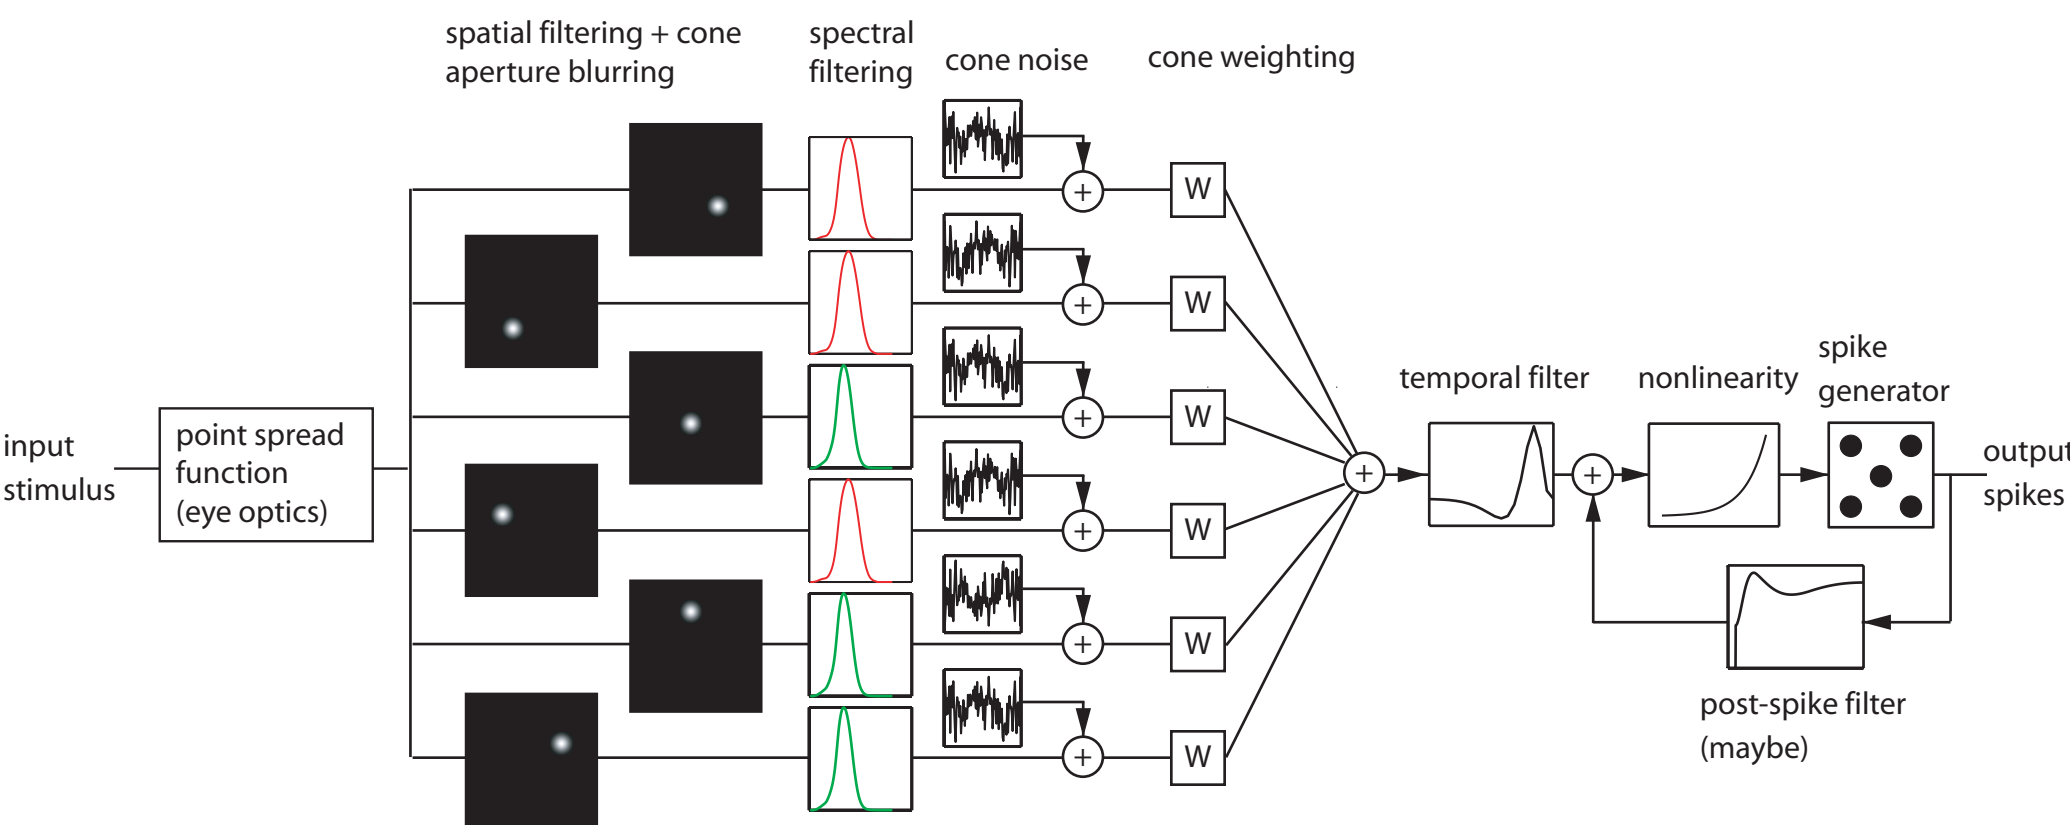 spatial filtering + cone
aperture blurring
spectral
filtering
cone noise
cone weighting
+
W
+
W
+
W
+
W
+
W
+
W
input
stimulus
point spread
function
(eye optics)
+
temporal filter
+
nonlinearity
spike
generator
output
spikes
post-spike filter
(maybe)